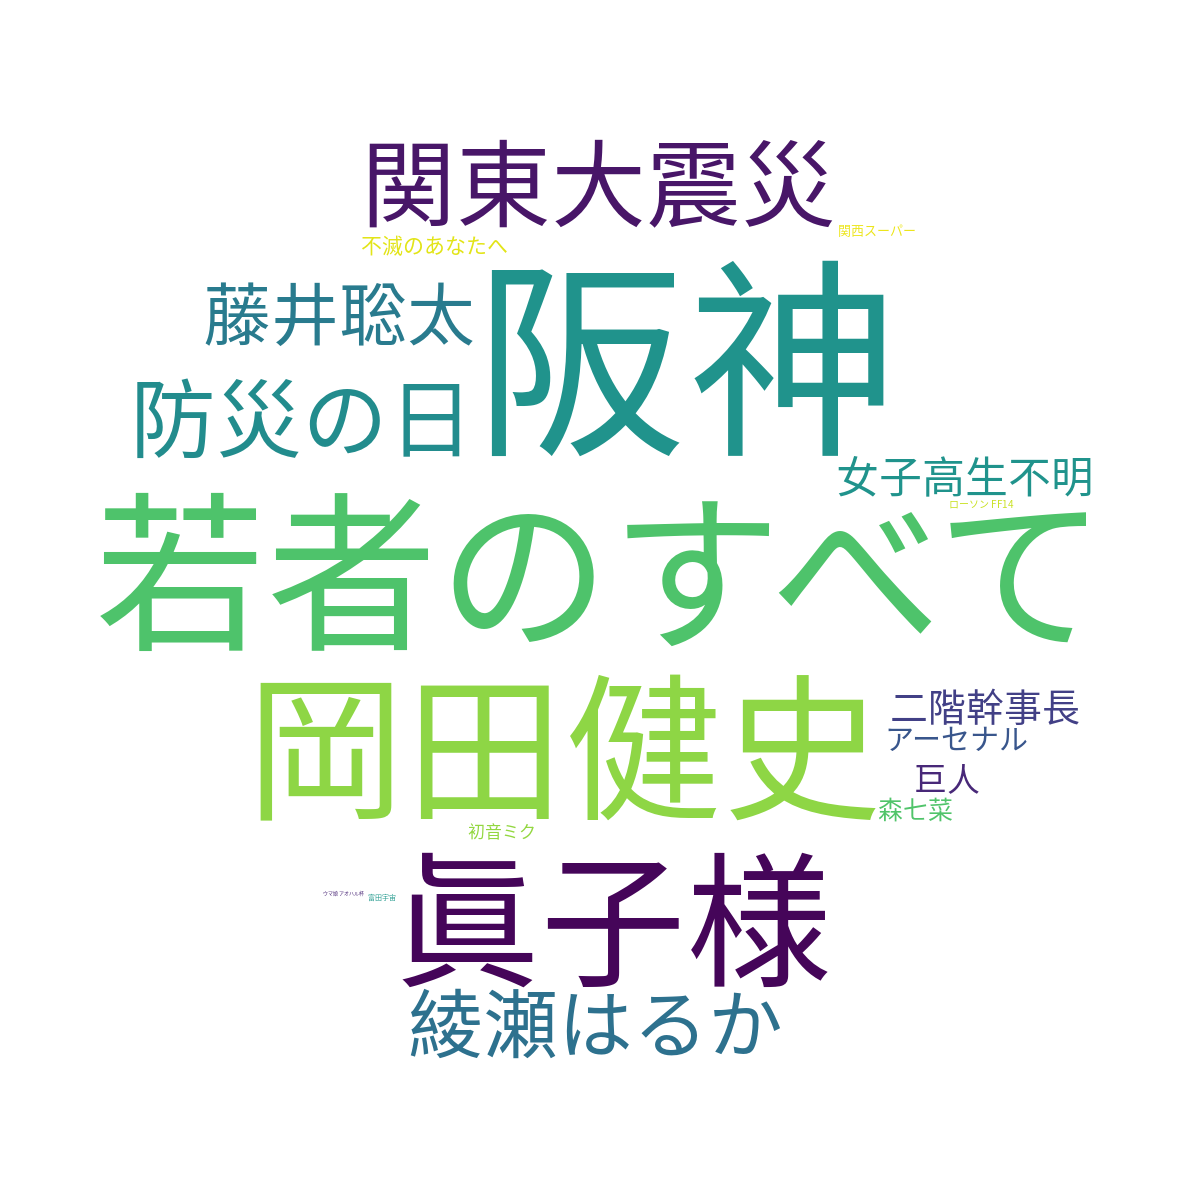 関東大震災
不滅のあなたへ
関西スーパー
藤井聡太
阪神
防災の日
女子高生不明
ローソン FF14
若者のすべて
岡田健史
二階幹事長
アーセナル
巨人
森七菜
初音ミク
眞子様
ウマ娘 アオハル杯
富田宇宙
綾瀬はるか